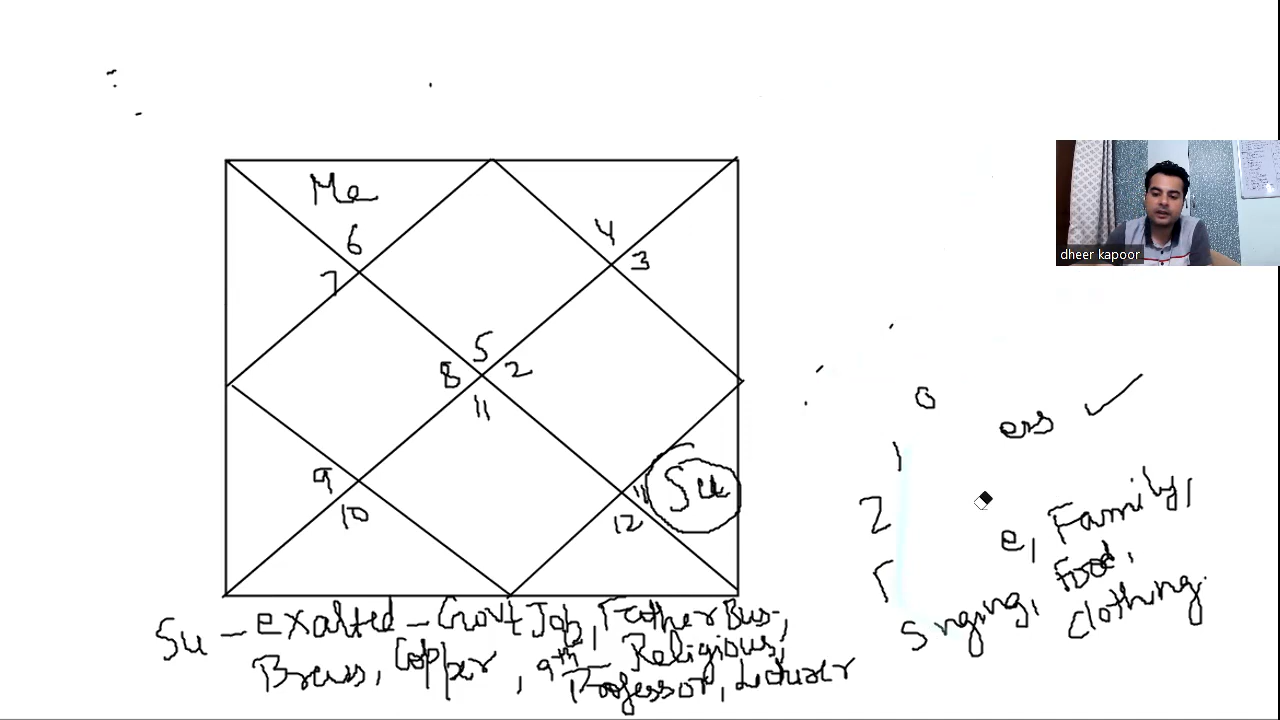 Me
6
4
7
3
5
8
2
11
9
11
Su
10
12
0
ers ✓
1
2
e, Family,
Food,
Singing,
Clothing.
Su - exalted - Govt Job, Father Bus.,
Brass, Copper, 9th - Religious,
Professor, Lecturer
dheer kapoor